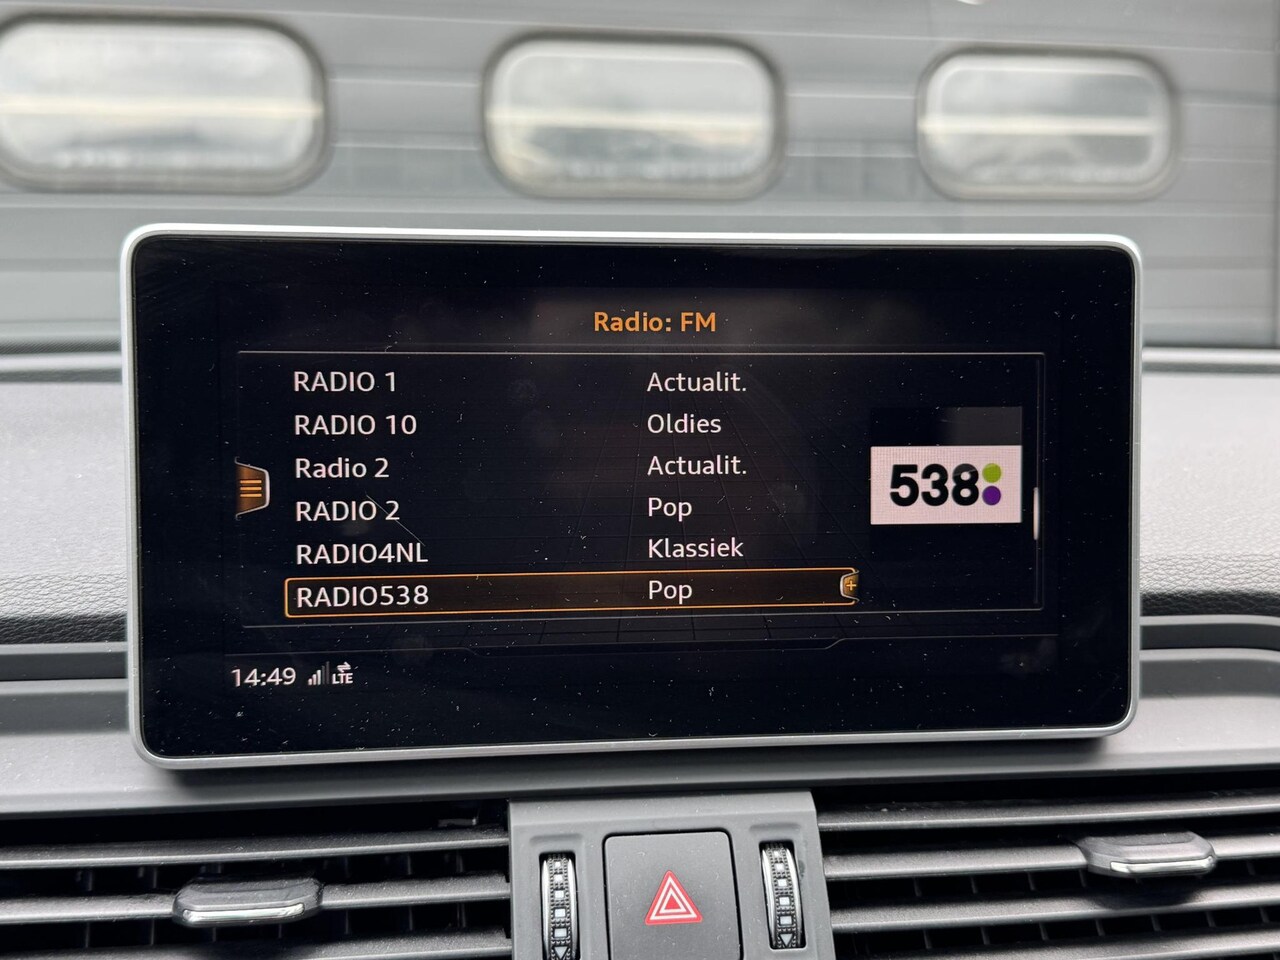 Radio: FM
RADIO 1 Actualit.
RADIO 10 Oldies
Radio 2 Actualit.
RADIO 2 Pop
RADIO4NL Klassiek
RADIO538 Pop
538
14:49 LTE